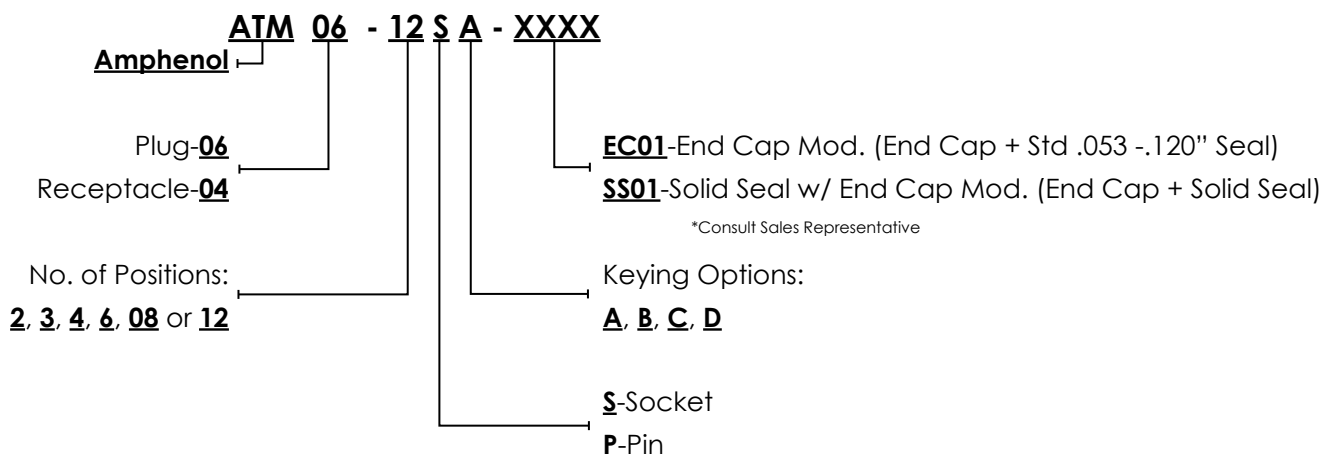 ATM 06 - 12 S A - XXXX
Amphenol
Plug-06
Receptacle-04
EC01-End Cap Mod. (End Cap + Std .053 -.120” Seal)
SS01-Solid Seal w/ End Cap Mod. (End Cap + Solid Seal)
*Consult Sales Representative
No. of Positions:
2, 3, 4, 6, 08 or 12
Keying Options:
A, B, C, D
S-Socket
P-Pin